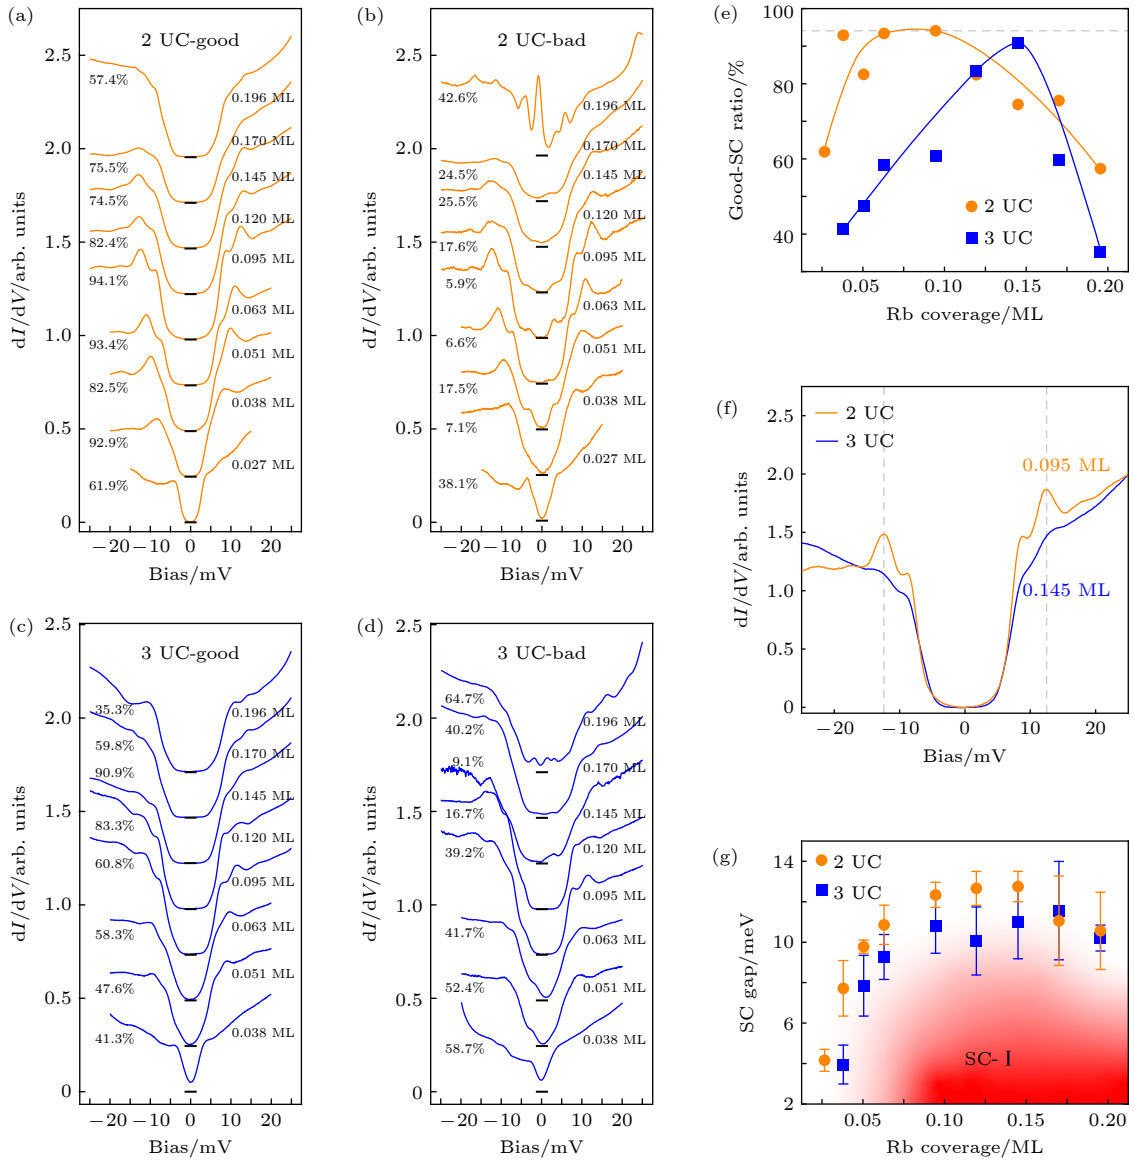 (a)
2 UC-good
57.4%
0.196 ML
0.170 ML
75.5%
0.145 ML
74.5%
0.120 ML
82.4%
0.095 ML
94.1%
0.063 ML
93.4%
0.051 ML
82.5%
0.038 ML
92.9%
0.027 ML
61.9%
2.5
2.0
1.5
1.0
0.5
0
dI/dV/arb. units
−20 −10 0 10 20
Bias/mV
(b)
2 UC-bad
42.6%
0.196 ML
0.170 ML
24.5%
0.145 ML
25.5%
0.120 ML
17.6%
0.095 ML
5.9%
0.063 ML
6.6%
0.051 ML
17.5%
0.038 ML
7.1%
0.027 ML
38.1%
2.5
2.0
1.5
1.0
0.5
0
dI/dV/arb. units
−20 −10 0 10 20
Bias/mV
(c)
3 UC-good
35.3%
0.196 ML
59.8%
0.170 ML
90.9%
0.145 ML
83.3%
0.120 ML
60.8%
0.095 ML
58.3%
0.063 ML
47.6%
0.051 ML
41.3%
0.038 ML
2.5
2.0
1.5
1.0
0.5
0
dI/dV/arb. units
−20 −10 0 10 20
Bias/mV
(d)
3 UC-bad
64.7%
0.196 ML
40.2%
9.1%
0.170 ML
16.7%
0.145 ML
39.2%
0.120 ML
0.095 ML
41.7%
0.063 ML
52.4%
0.051 ML
58.7%
0.038 ML
2.5
2.0
1.5
1.0
0.5
0
dI/dV/arb. units
−20 −10 0 10 20
Bias/mV
(e)
100
80
60
40
Good-SC ratio/%
2 UC
3 UC
0.05 0.10 0.15 0.20
Rb coverage/ML
(f)
2 UC
3 UC
0.095 ML
0.145 ML
2.5
2.0
1.5
1.0
0.5
0
dI/dV/arb. units
−20 −10 0 10 20
Bias/mV
(g)
2 UC
3 UC
14
10
6
2
SC gap/meV
SC-I
0.05 0.10 0.15 0.20
Rb coverage/ML